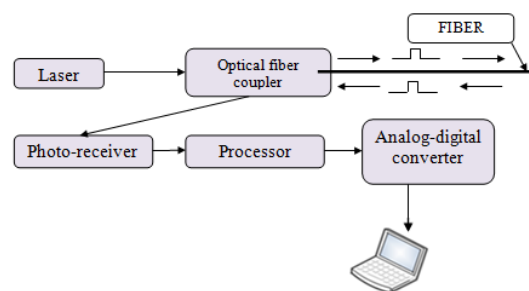 FIBER
Laser
Optical fiber
coupler
Photo-receiver
Processor
Analog-digital
converter